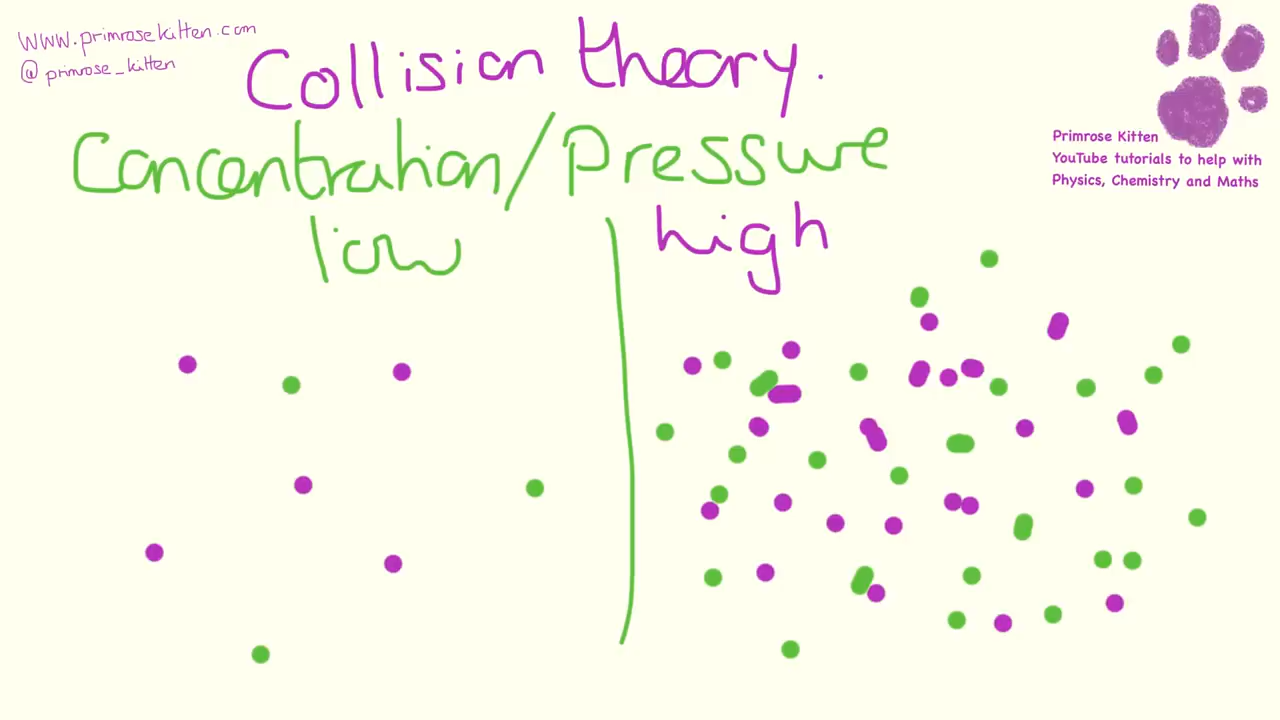 www.primrosekitten.com
@primrose_kitten
Collision theory.
Concentration/Pressure
low
high
Primrose Kitten
YouTube tutorials to help with
Physics, Chemistry and Maths